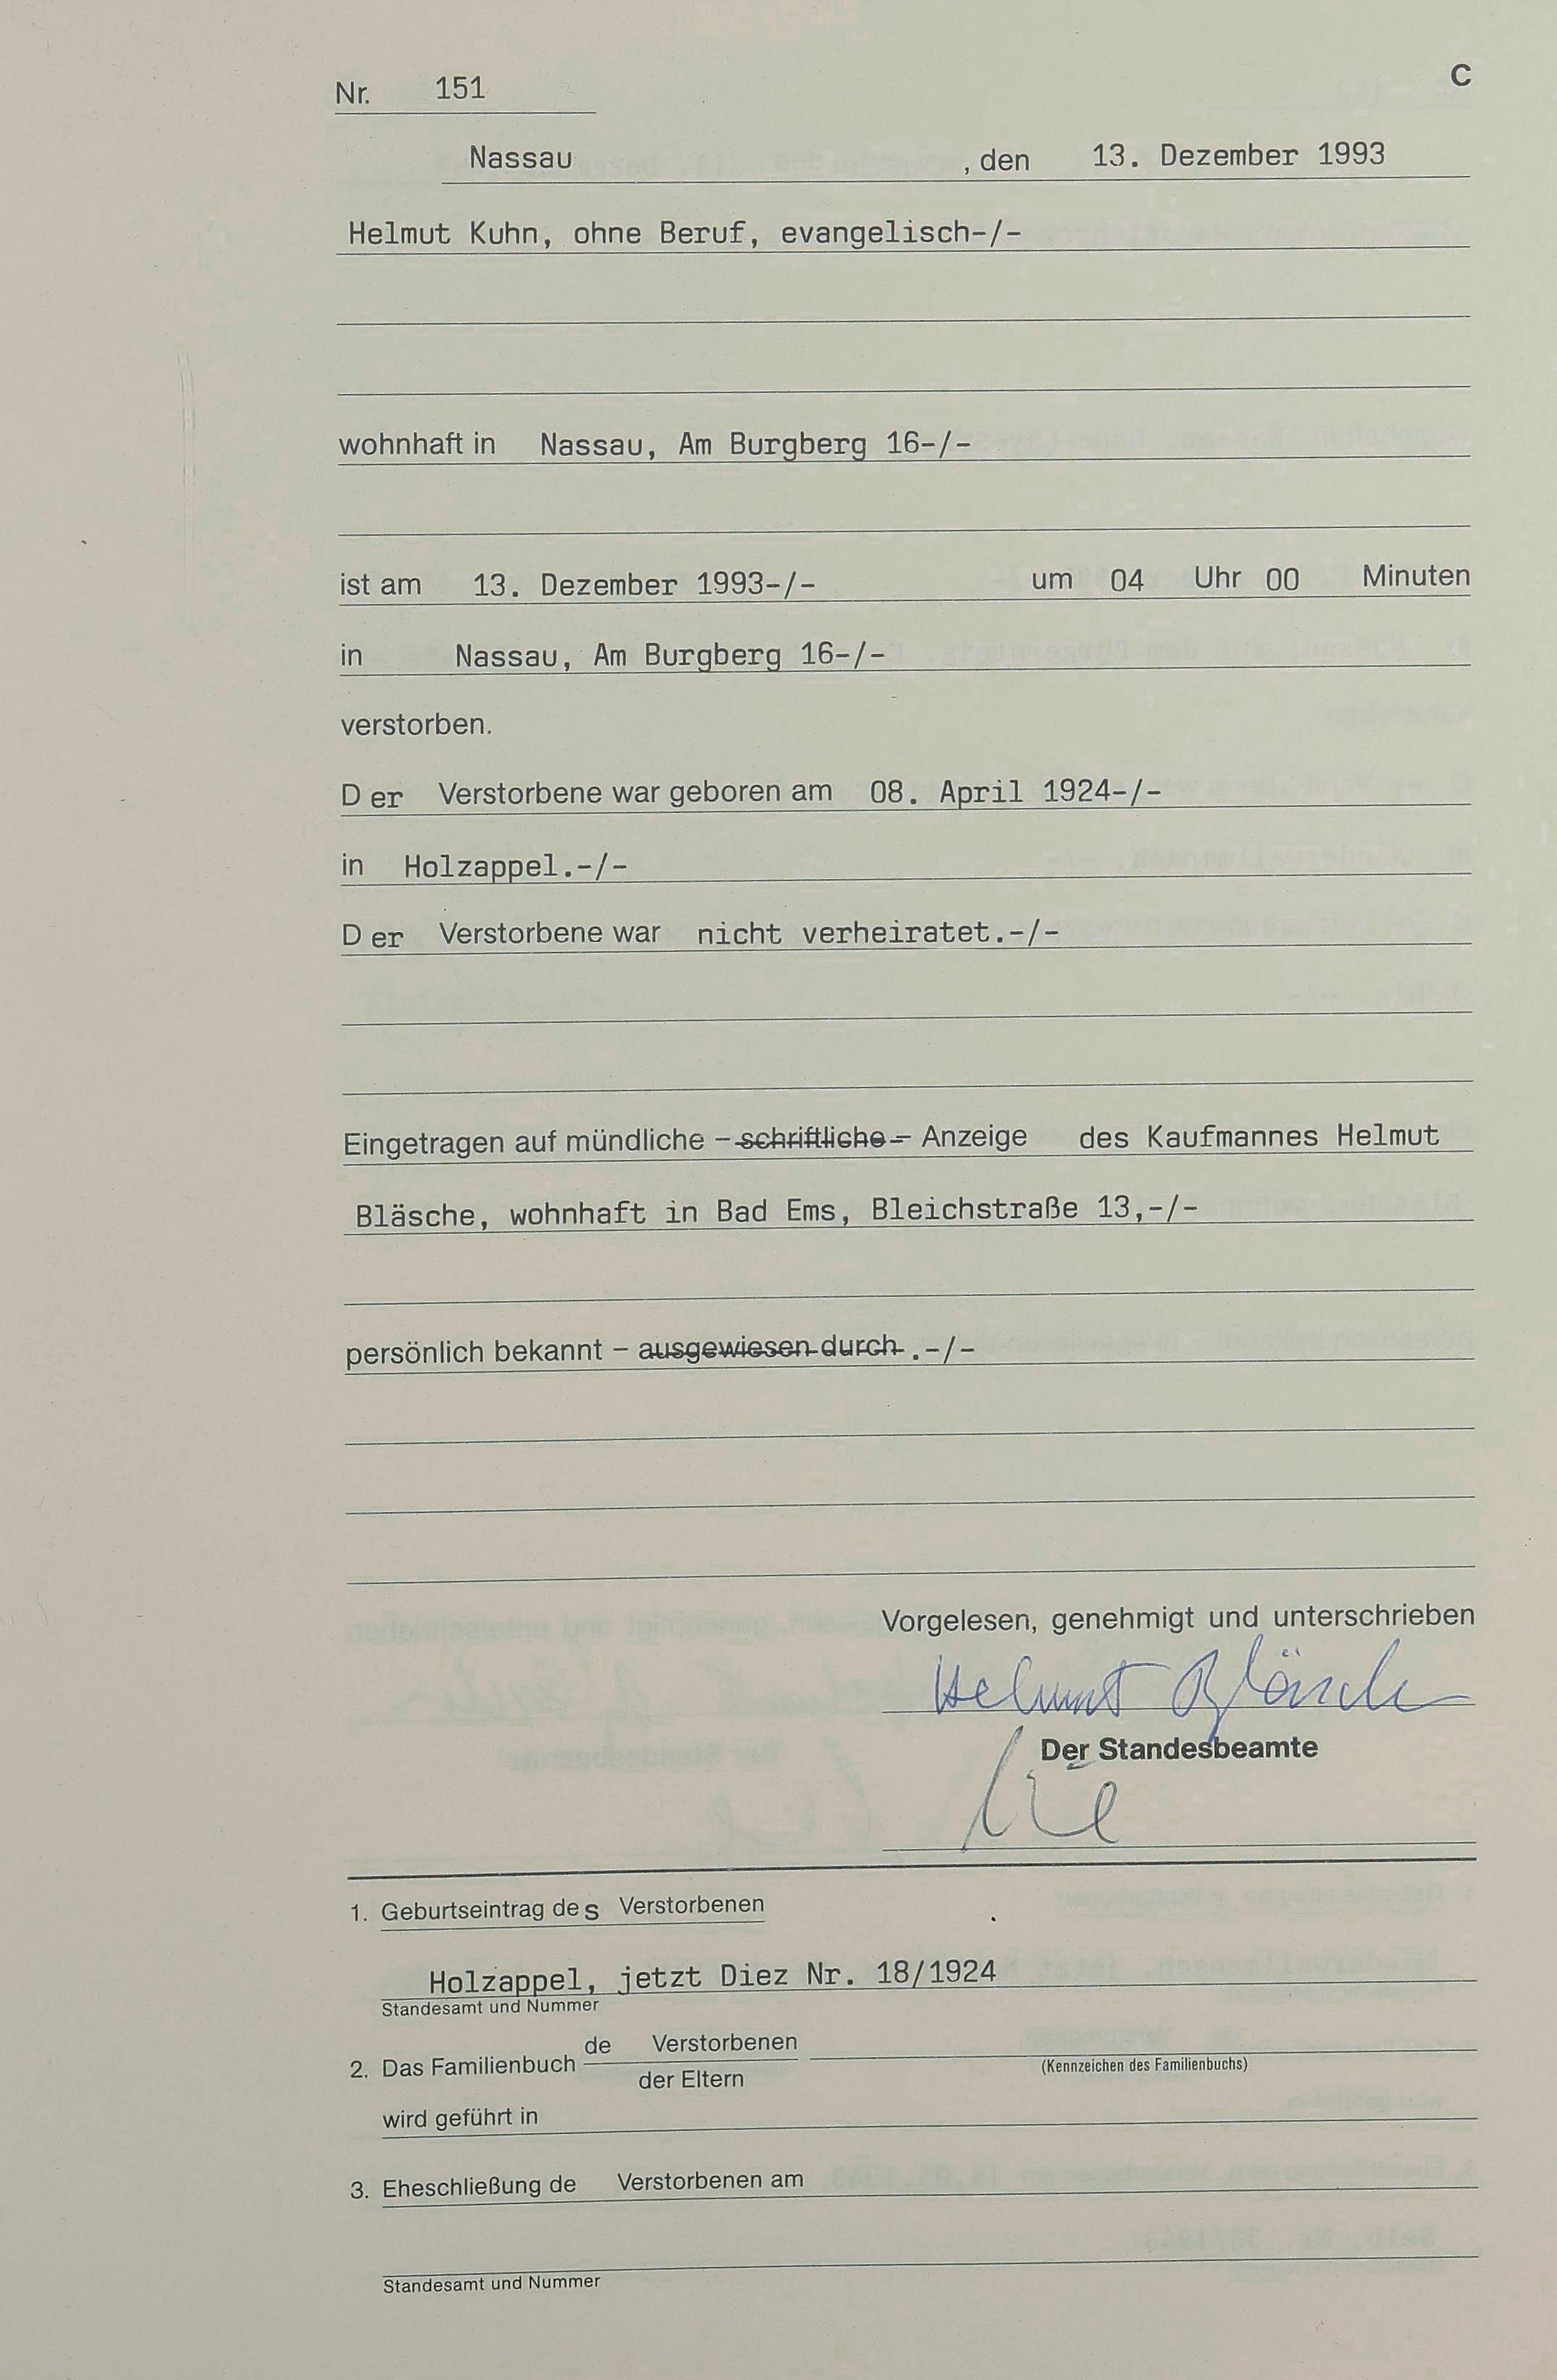 C
Nr. 151
Nassau , den 13. Dezember 1993
Helmut Kuhn, ohne Beruf, evangelisch-/-
wohnhaft in Nassau, Am Burgberg 16-/-
ist am 13. Dezember 1993-/- um 04 Uhr 00 Minuten
in Nassau, Am Burgberg 16-/-
verstorben.
Der Verstorbene war geboren am 08. April 1924-/-
in Holzappel.-/-
Der Verstorbene war nicht verheiratet.-/-
Eingetragen auf mündliche – schriftliche – Anzeige des Kaufmannes Helmut
Bläsche, wohnhaft in Bad Ems, Bleichstraße 13,-/-
persönlich bekannt – ausgewiesen durch .-/-
Vorgelesen, genehmigt und unterschrieben
Helmut Bläsche
Der Standesbeamte
1. Geburtseintrag des Verstorbenen
Holzappel, jetzt Diez Nr. 18/1924
Standesamt und Nummer
2. Das Familienbuch de Verstorbenen
der Eltern
(Kennzeichen des Familienbuchs)
wird geführt in
3. Eheschließung de Verstorbenen am
Standesamt und Nummer